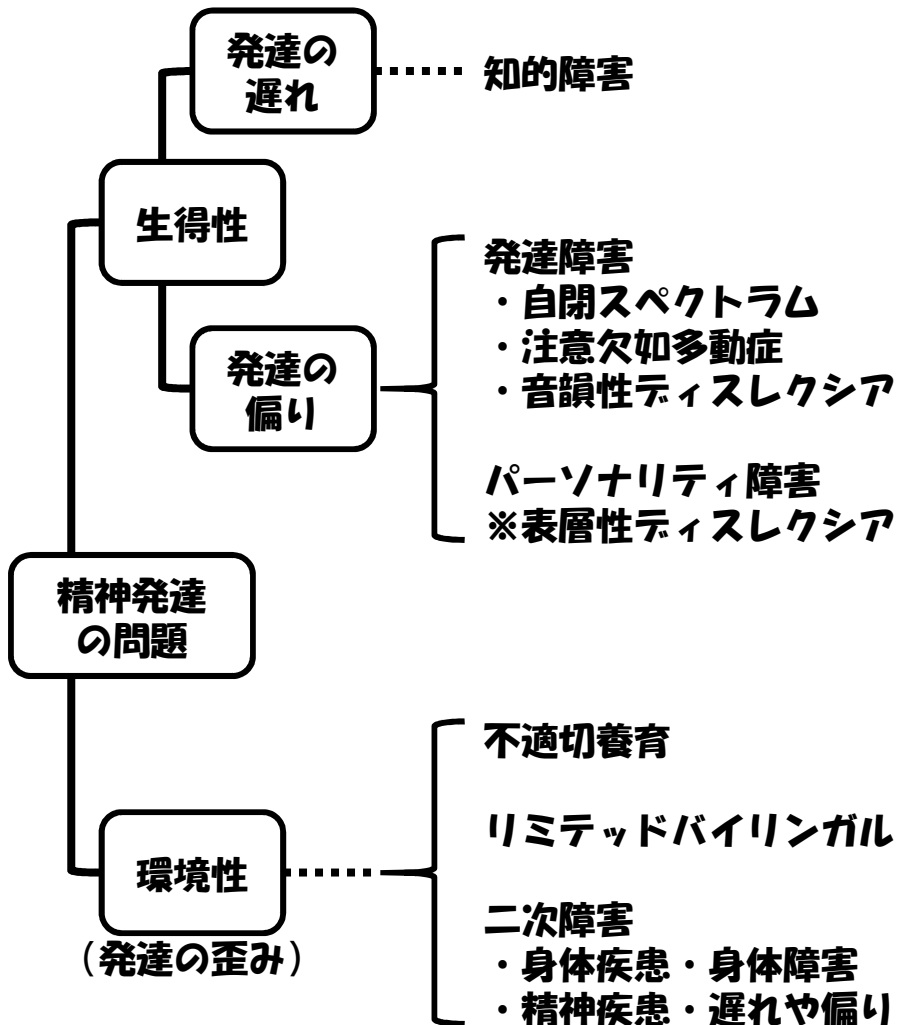 発達の
遅れ
知的障害
生得性
発達障害
・自閉スペクトラム
・注意欠如多動症
・音韻性ディスレクシア
発達の
偏り
パーソナリティ障害
※表層性ディスレクシア
精神発達
の問題
不適切養育
リミテッドバイリンガル
環境性
(発達の歪み)
二次障害
・身体疾患・身体障害
・精神疾患・遅れや偏り